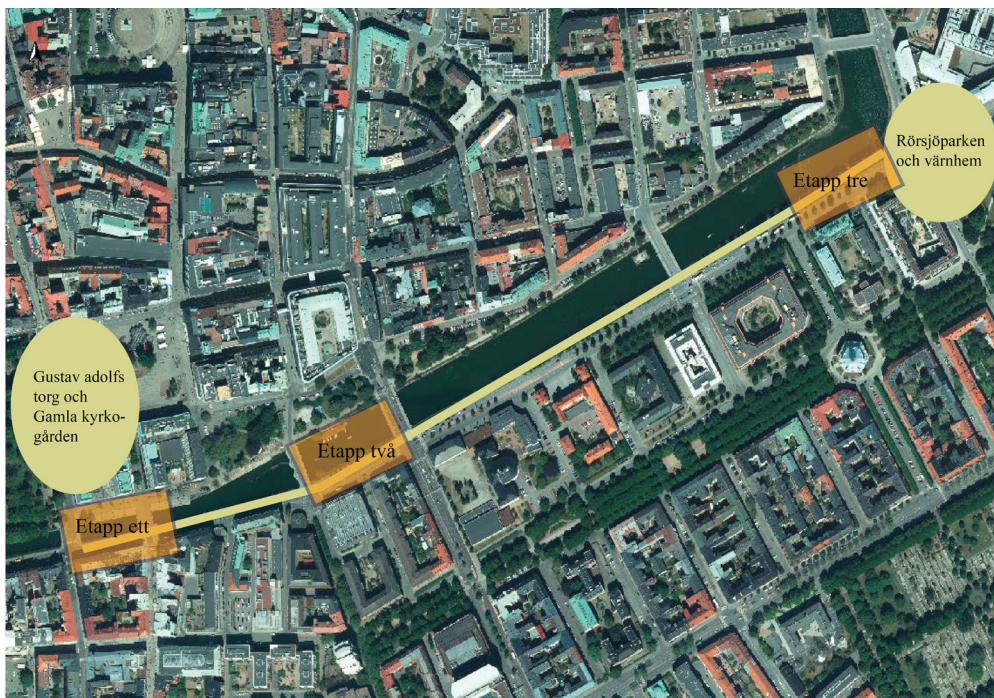 Rörsjöparken
och värnhem
Etapp tre
Gustav adolfs
torg och
Gamla kyrko-
gården
Etapp två
Etapp ett